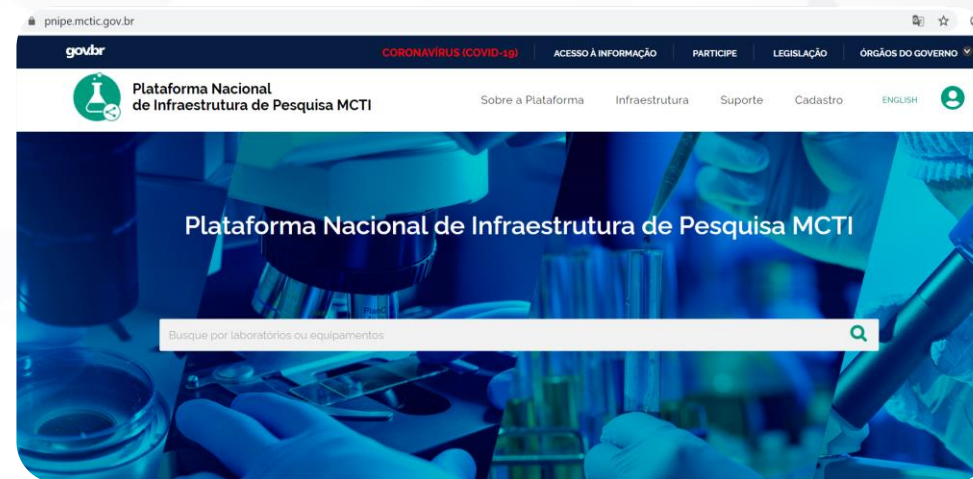 pnipe.mctic.gov.br
govbr
CORONAVÍRUS (COVID-19)
ACESSO À INFORMAÇÃO
PARTICIPE
LEGISLAÇÃO
ÓRGÃOS DO GOVERNO
Plataforma Nacional
de Infraestrutura de Pesquisa MCTI
Sobre a Plataforma
Infraestrutura
Suporte
Cadastro
ENGLISH
Plataforma Nacional de Infraestrutura de Pesquisa MCTI
Busque por laboratórios ou equipamentos